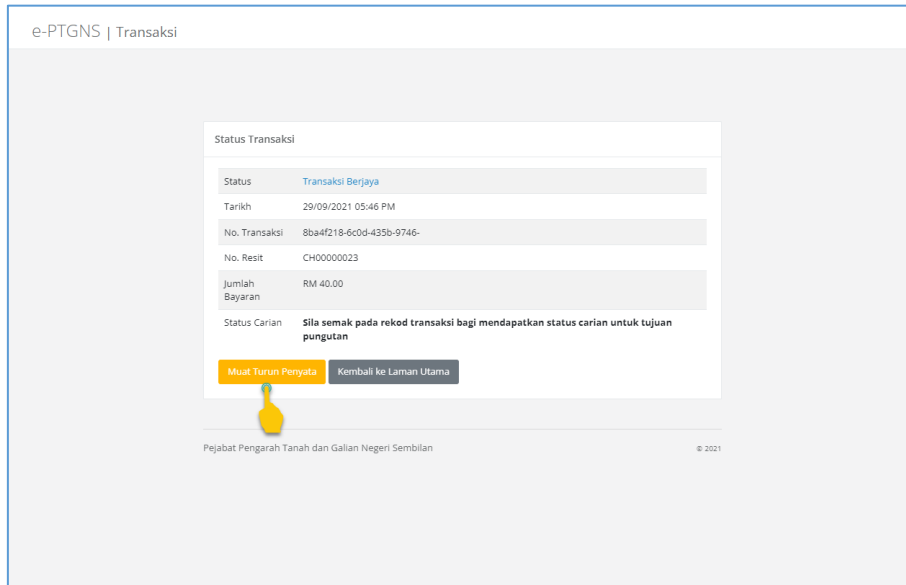 e-PTGNS | Transaksi
Status Transaksi
Status Transaksi Berjaya
Tarikh 29/09/2021 05:46 PM
No. Transaksi 8ba4f218-6c0d-435b-9746-
No. Resit CH00000023
Jumlah Bayaran RM 40.00
Status Carian Sila semak pada rekod transaksi bagi mendapatkan status carian untuk tujuan
pungutan
Muat Turun Penyata Kembali ke Laman Utama
Pejabat Pengarah Tanah dan Galian Negeri Sembilan © 2021